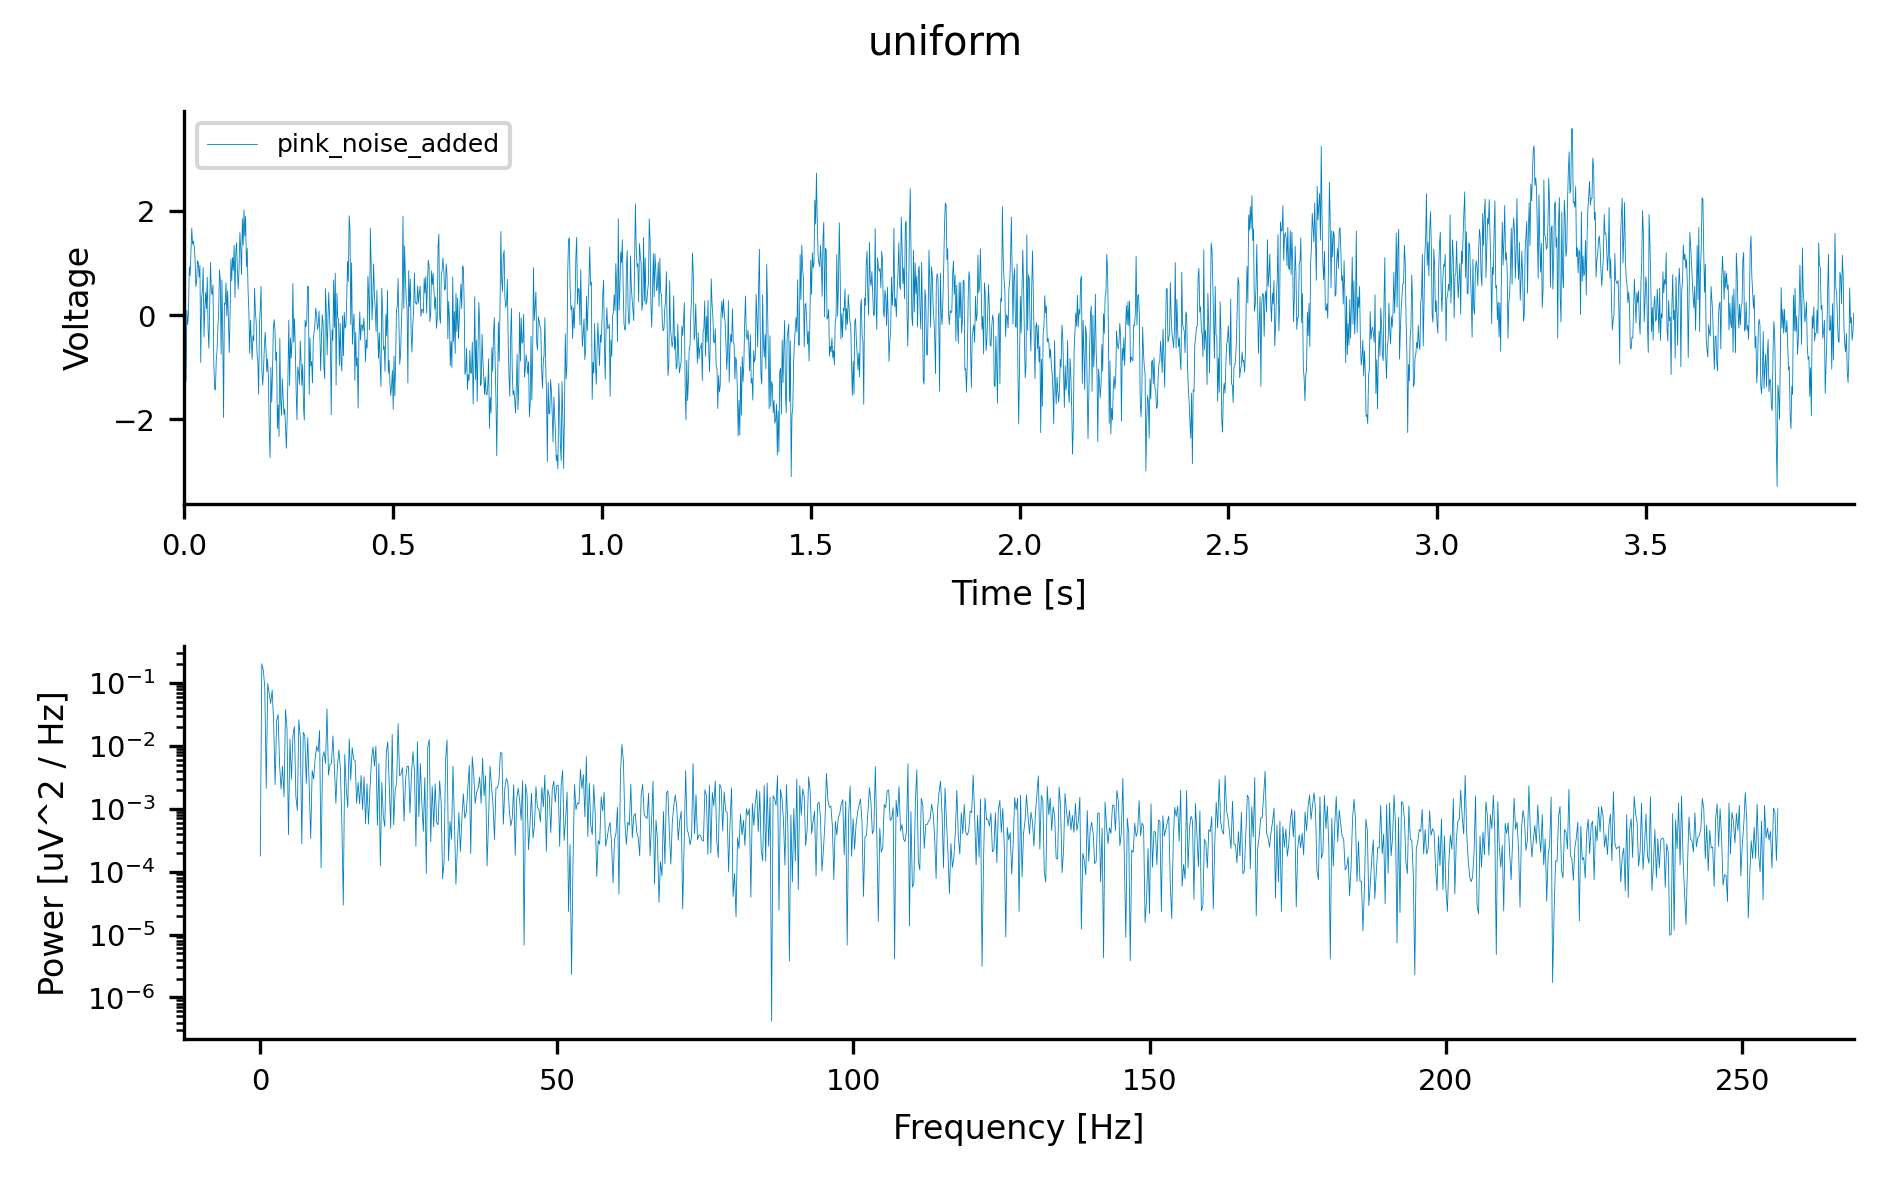 uniform
pink_noise_added
Voltage
2
0
−2
0.0 0.5 1.0 1.5 2.0 2.5 3.0 3.5
Time [s]
Power [uV^2 / Hz]
10⁻¹
10⁻²
10⁻³
10⁻⁴
10⁻⁵
10⁻⁶
0 50 100 150 200 250
Frequency [Hz]